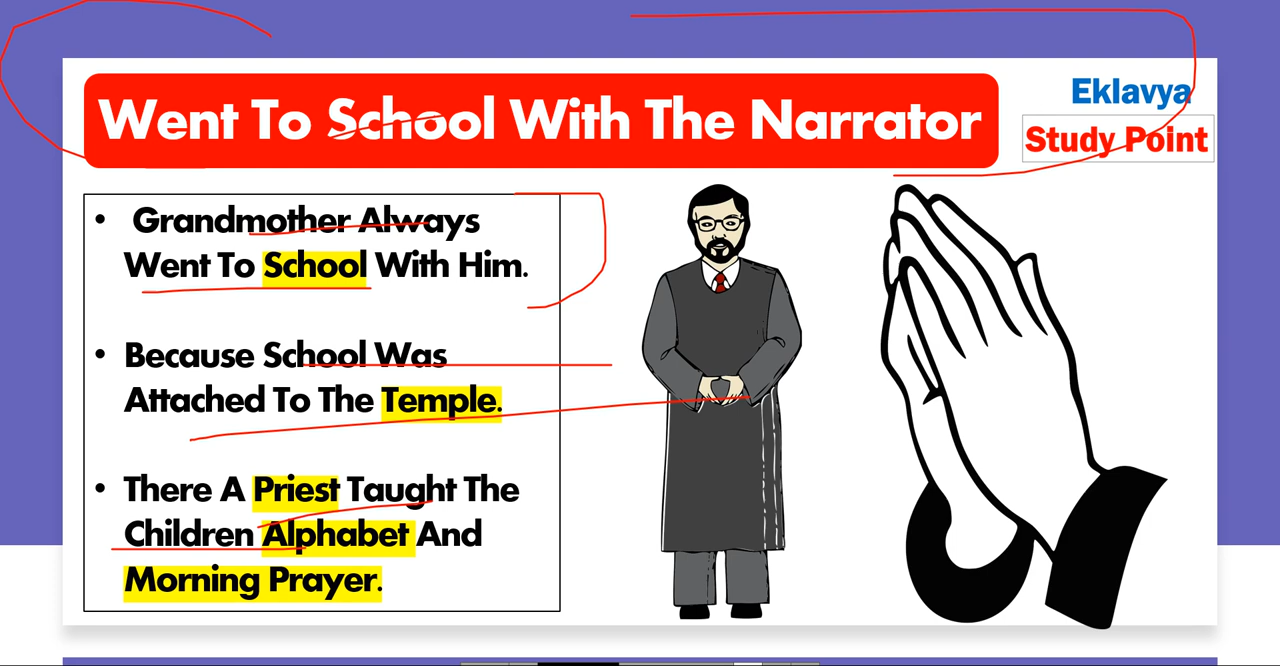 Went To School With The Narrator
Eklavya
Study Point
• Grandmother Always
Went To School With Him.
• Because School Was
Attached To The Temple.
• There A Priest Taught The
Children Alphabet And
Morning Prayer.